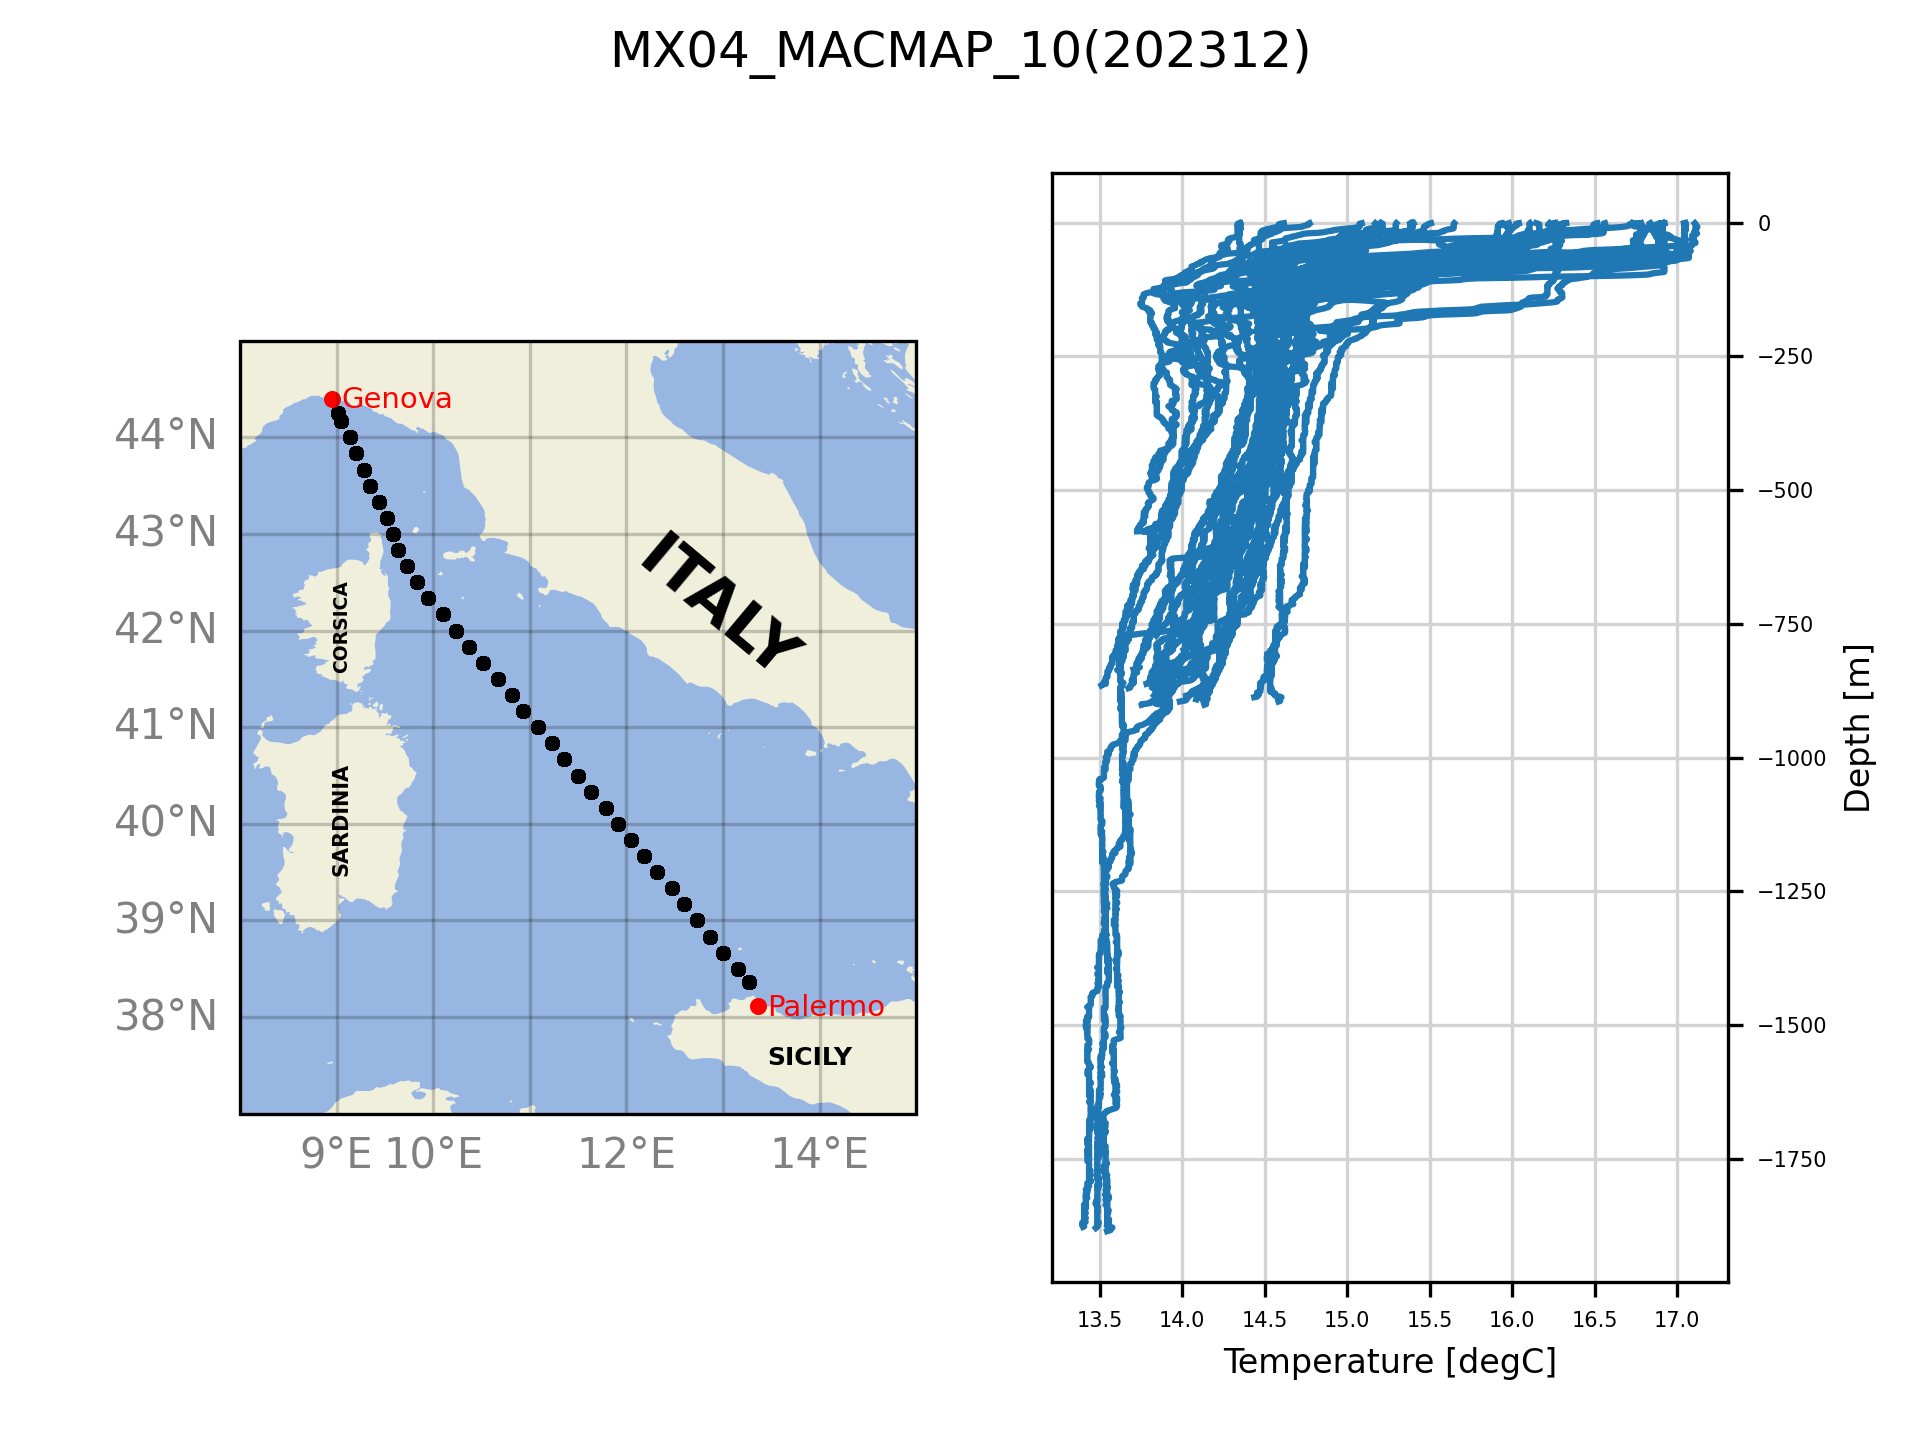 MX04_MACMAP_10(202312)
Genova
44°N
43°N
42°N
41°N
40°N
39°N
38°N
ITALY
CORSICA
SARDINIA
Palermo
SICILY
9°E 10°E 12°E 14°E
0
−250
−500
−750
−1000
−1250
−1500
−1750
Depth [m]
13.5 14.0 14.5 15.0 15.5 16.0 16.5 17.0
Temperature [degC]